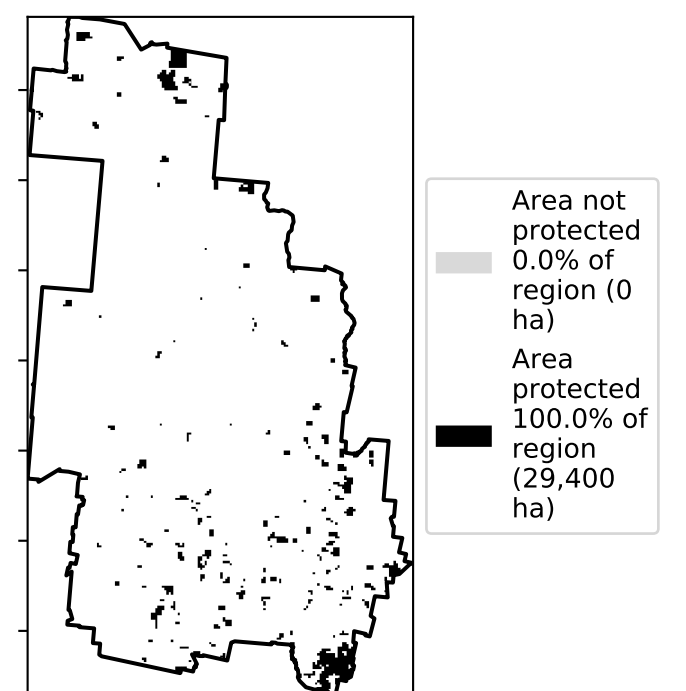 Area not
protected
0.0% of
region (0
ha)
Area
protected
100.0% of
region
(29,400
ha)